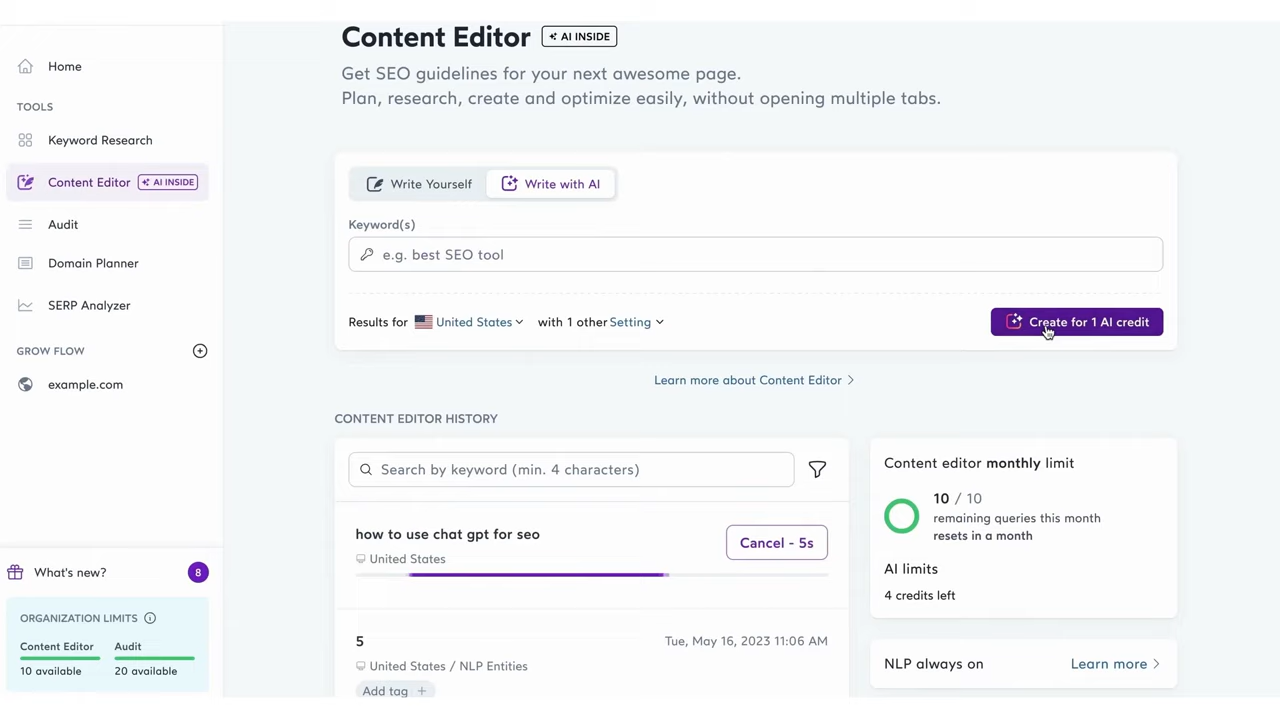 Content Editor AI INSIDE
Get SEO guidelines for your next awesome page.
Plan, research, create and optimize easily, without opening multiple tabs.
Home
TOOLS
Keyword Research
Content Editor AI INSIDE
Audit
Domain Planner
SERP Analyzer
GROW FLOW
example.com
What's new? 8
ORGANIZATION LIMITS
Content Editor Audit
10 available 20 available
Write Yourself Write with AI
Keyword(s)
e.g. best SEO tool
Results for United States with 1 other Setting Create for 1 AI credit
Learn more about Content Editor
CONTENT EDITOR HISTORY
Search by keyword (min. 4 characters)
how to use chat gpt for seo Cancel - 5s
United States
5 Tue, May 16, 2023 11:06 AM
United States / NLP Entities
Add tag +
Content editor monthly limit
10 / 10
remaining queries this month
resets in a month
AI limits
4 credits left
NLP always on Learn more